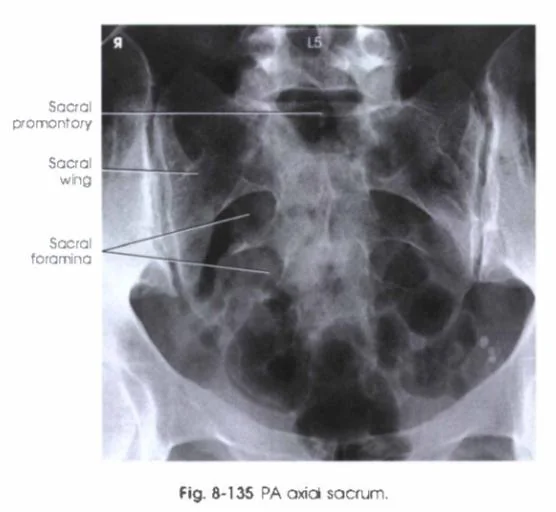 R
L5
Sacral
promontory
Sacral
wing
Sacral
foramina
Fig. 8-135 PA axial sacrum.